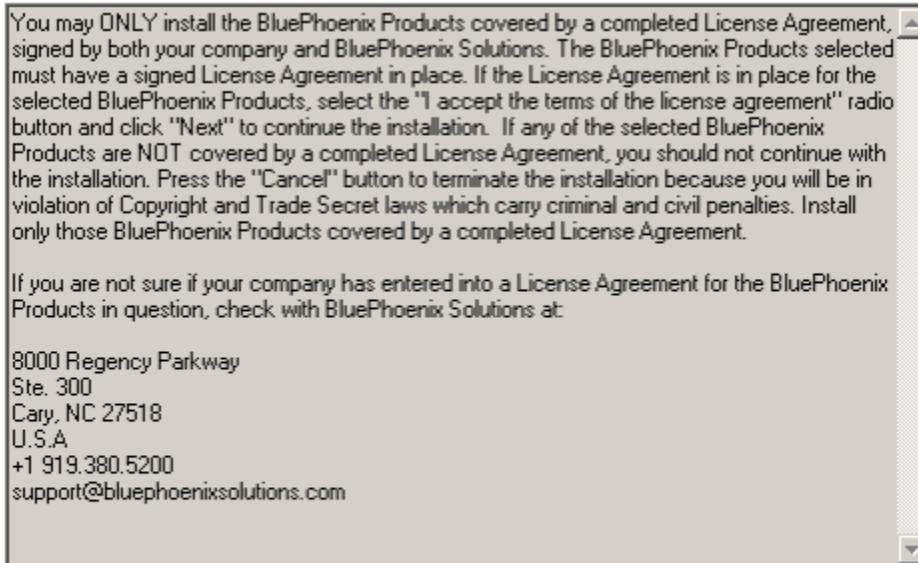 You may ONLY install the BluePhoenix Products covered by a completed License Agreement,
signed by both your company and BluePhoenix Solutions. The BluePhoenix Products selected
must have a signed License Agreement in place. If the License Agreement is in place for the
selected BluePhoenix Products, select the "I accept the terms of the license agreement" radio
button and click "Next" to continue the installation.  If any of the selected BluePhoenix
Products are NOT covered by a completed License Agreement, you should not continue with
the installation. Press the "Cancel" button to terminate the installation because you will be in
violation of Copyright and Trade Secret laws which carry criminal and civil penalties. Install
only those BluePhoenix Products covered by a completed License Agreement.
If you are not sure if your company has entered into a License Agreement for the BluePhoenix
Products in question, check with BluePhoenix Solutions at:
8000 Regency Parkway
Ste. 300
Cary, NC 27518
U.S.A
+1 919.380.5200
support@bluephoenixsolutions.com